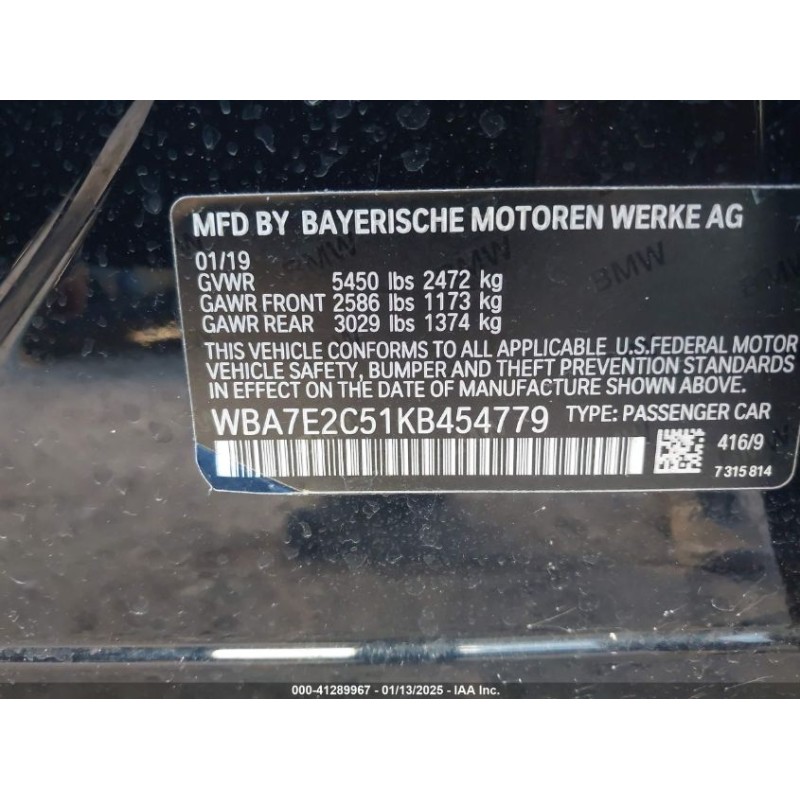 MFD BY BAYERISCHE MOTOREN WERKE AG
01/19
GVWR 5450 lbs 2472 kg
GAWR FRONT 2586 lbs 1173 kg
GAWR REAR 3029 lbs 1374 kg
THIS VEHICLE CONFORMS TO ALL APPLICABLE U.S.FEDERAL MOTOR
VEHICLE SAFETY, BUMPER AND THEFT PREVENTION STANDARDS
IN EFFECT ON THE DATE OF MANUFACTURE SHOWN ABOVE.
WBA7E2C51KB454779 TYPE: PASSENGER CAR
416/9
7 315 814
BMW
BMW
000-41289967 - 01/13/2025 - IAA Inc.